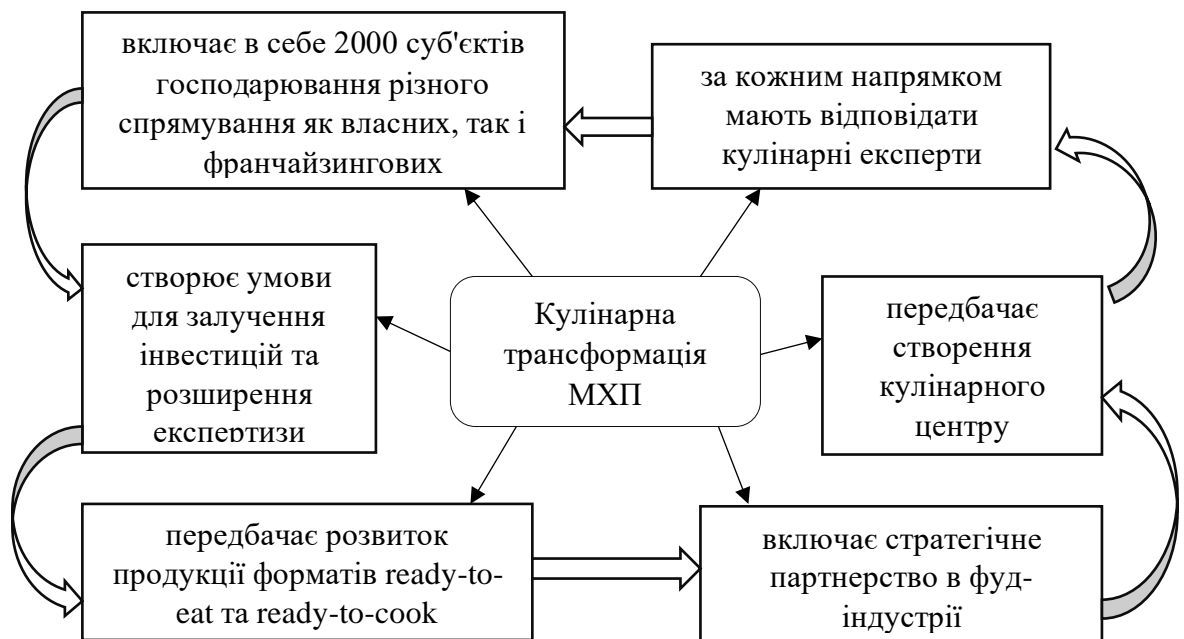 включає в себе 2000 суб'єктів
господарювання різного
спрямування як власних, так і
франчайзингових
за кожним напрямком
мають відповідати
кулінарні експерти
створює умови
для залучення
інвестицій та
розширення
експертизи
Кулінарна
трансформація
МХП
передбачає
створення
кулінарного
центру
передбачає розвиток
продукції форматів ready-to-
eat та ready-to-cook
включає стратегічне
партнерство в фуд-
індустрії